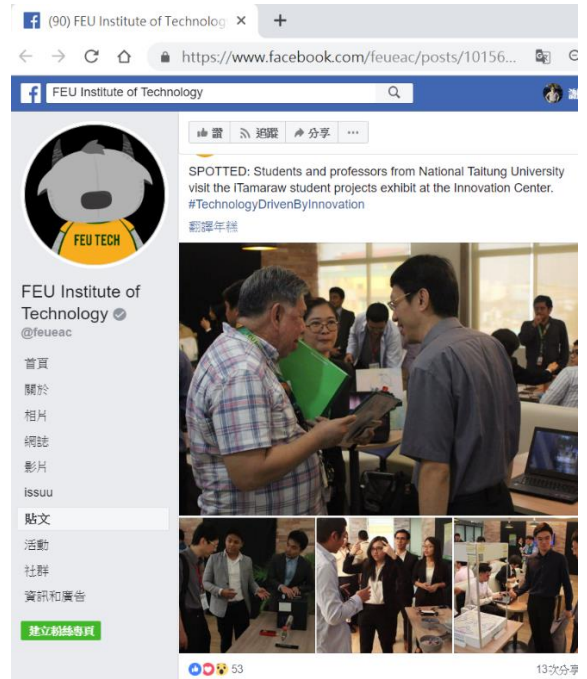 (90) FEU Institute of Technolog
https://www.facebook.com/feueac/posts/10156...
FEU Institute of Technology
讚 追蹤 分享
SPOTTED: Students and professors from National Taitung University
visit the iTamaraw student projects exhibit at the Innovation Center.
#TechnologyDrivenByInnovation
翻譯年糕
FEU TECH
FEU Institute of
Technology
@feueac
首頁
關於
相片
網誌
影片
issuu
貼文
活動
社群
資訊和廣告
建立粉絲專頁
53
13次分享